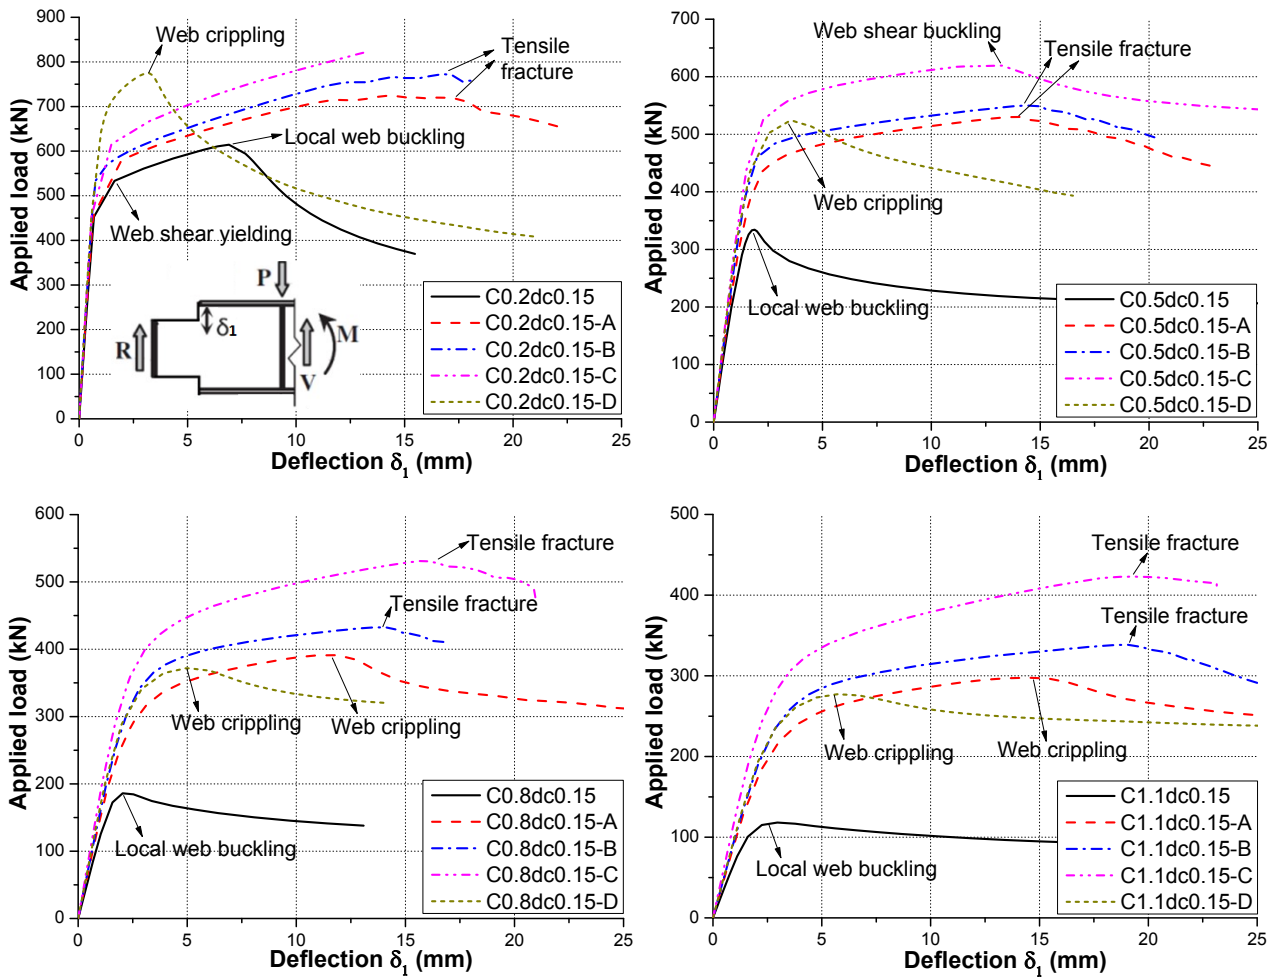 900
800
700
600
500
400
300
200
100
0
Applied load (kN)
Web crippling
Tensile
fracture
Local web buckling
Web shear yielding
P
R
δ1
M
V
C0.2dc0.15
C0.2dc0.15-A
C0.2dc0.15-B
C0.2dc0.15-C
C0.2dc0.15-D
0 5 10 15 20 25
Deflection δ1 (mm)
700
600
500
400
300
200
100
0
Applied load (kN)
Web shear buckling
Tensile fracture
Web crippling
Local web buckling
C0.5dc0.15
C0.5dc0.15-A
C0.5dc0.15-B
C0.5dc0.15-C
C0.5dc0.15-D
0 5 10 15 20 25
Deflection δ1 (mm)
600
500
400
300
200
100
0
Applied load (kN)
Tensile fracture
Tensile fracture
Web crippling
Web crippling
Local web buckling
C0.8dc0.15
C0.8dc0.15-A
C0.8dc0.15-B
C0.8dc0.15-C
C0.8dc0.15-D
0 5 10 15 20 25
Deflection δ1 (mm)
500
400
300
200
100
0
Applied load (kN)
Tensile fracture
Tensile fracture
Web crippling
Web crippling
Local web buckling
C1.1dc0.15
C1.1dc0.15-A
C1.1dc0.15-B
C1.1dc0.15-C
C1.1dc0.15-D
0 5 10 15 20 25
Deflection δ1 (mm)